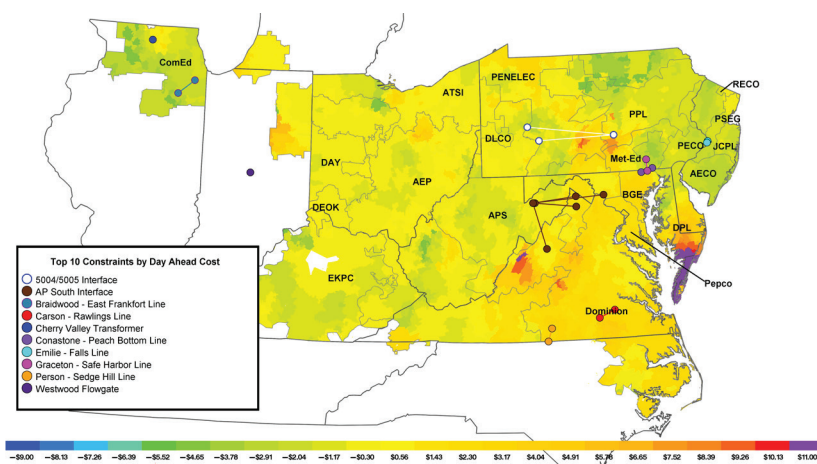 ComEd
PENELEC
ATSI
RECO
PPL
PSEG
DLCO
PECO
JCPL
Met-Ed
DAY
AECO
AEP
BGE
DEOK
APS
DPL
Top 10 Constraints by Day Ahead Cost
5004/5005 Interface
AP South Interface
Braidwood - East Frankfort Line
Carson - Rawlings Line
Cherry Valley Transformer
Conastone - Peach Bottom Line
Emilie - Falls Line
Graceton - Safe Harbor Line
Person - Sedge Hill Line
Westwood Flowgate
EKPC
Pepco
Dominion
−$9.00 −$8.13 −$7.26 −$6.39 −$5.52 −$4.65 −$3.78 −$2.91 −$2.04 −$1.17 −$0.30 $0.56 $1.43 $2.30 $3.17 $4.04 $4.91 $5.78 $6.65 $7.52 $8.39 $9.26 $10.13 $11.00